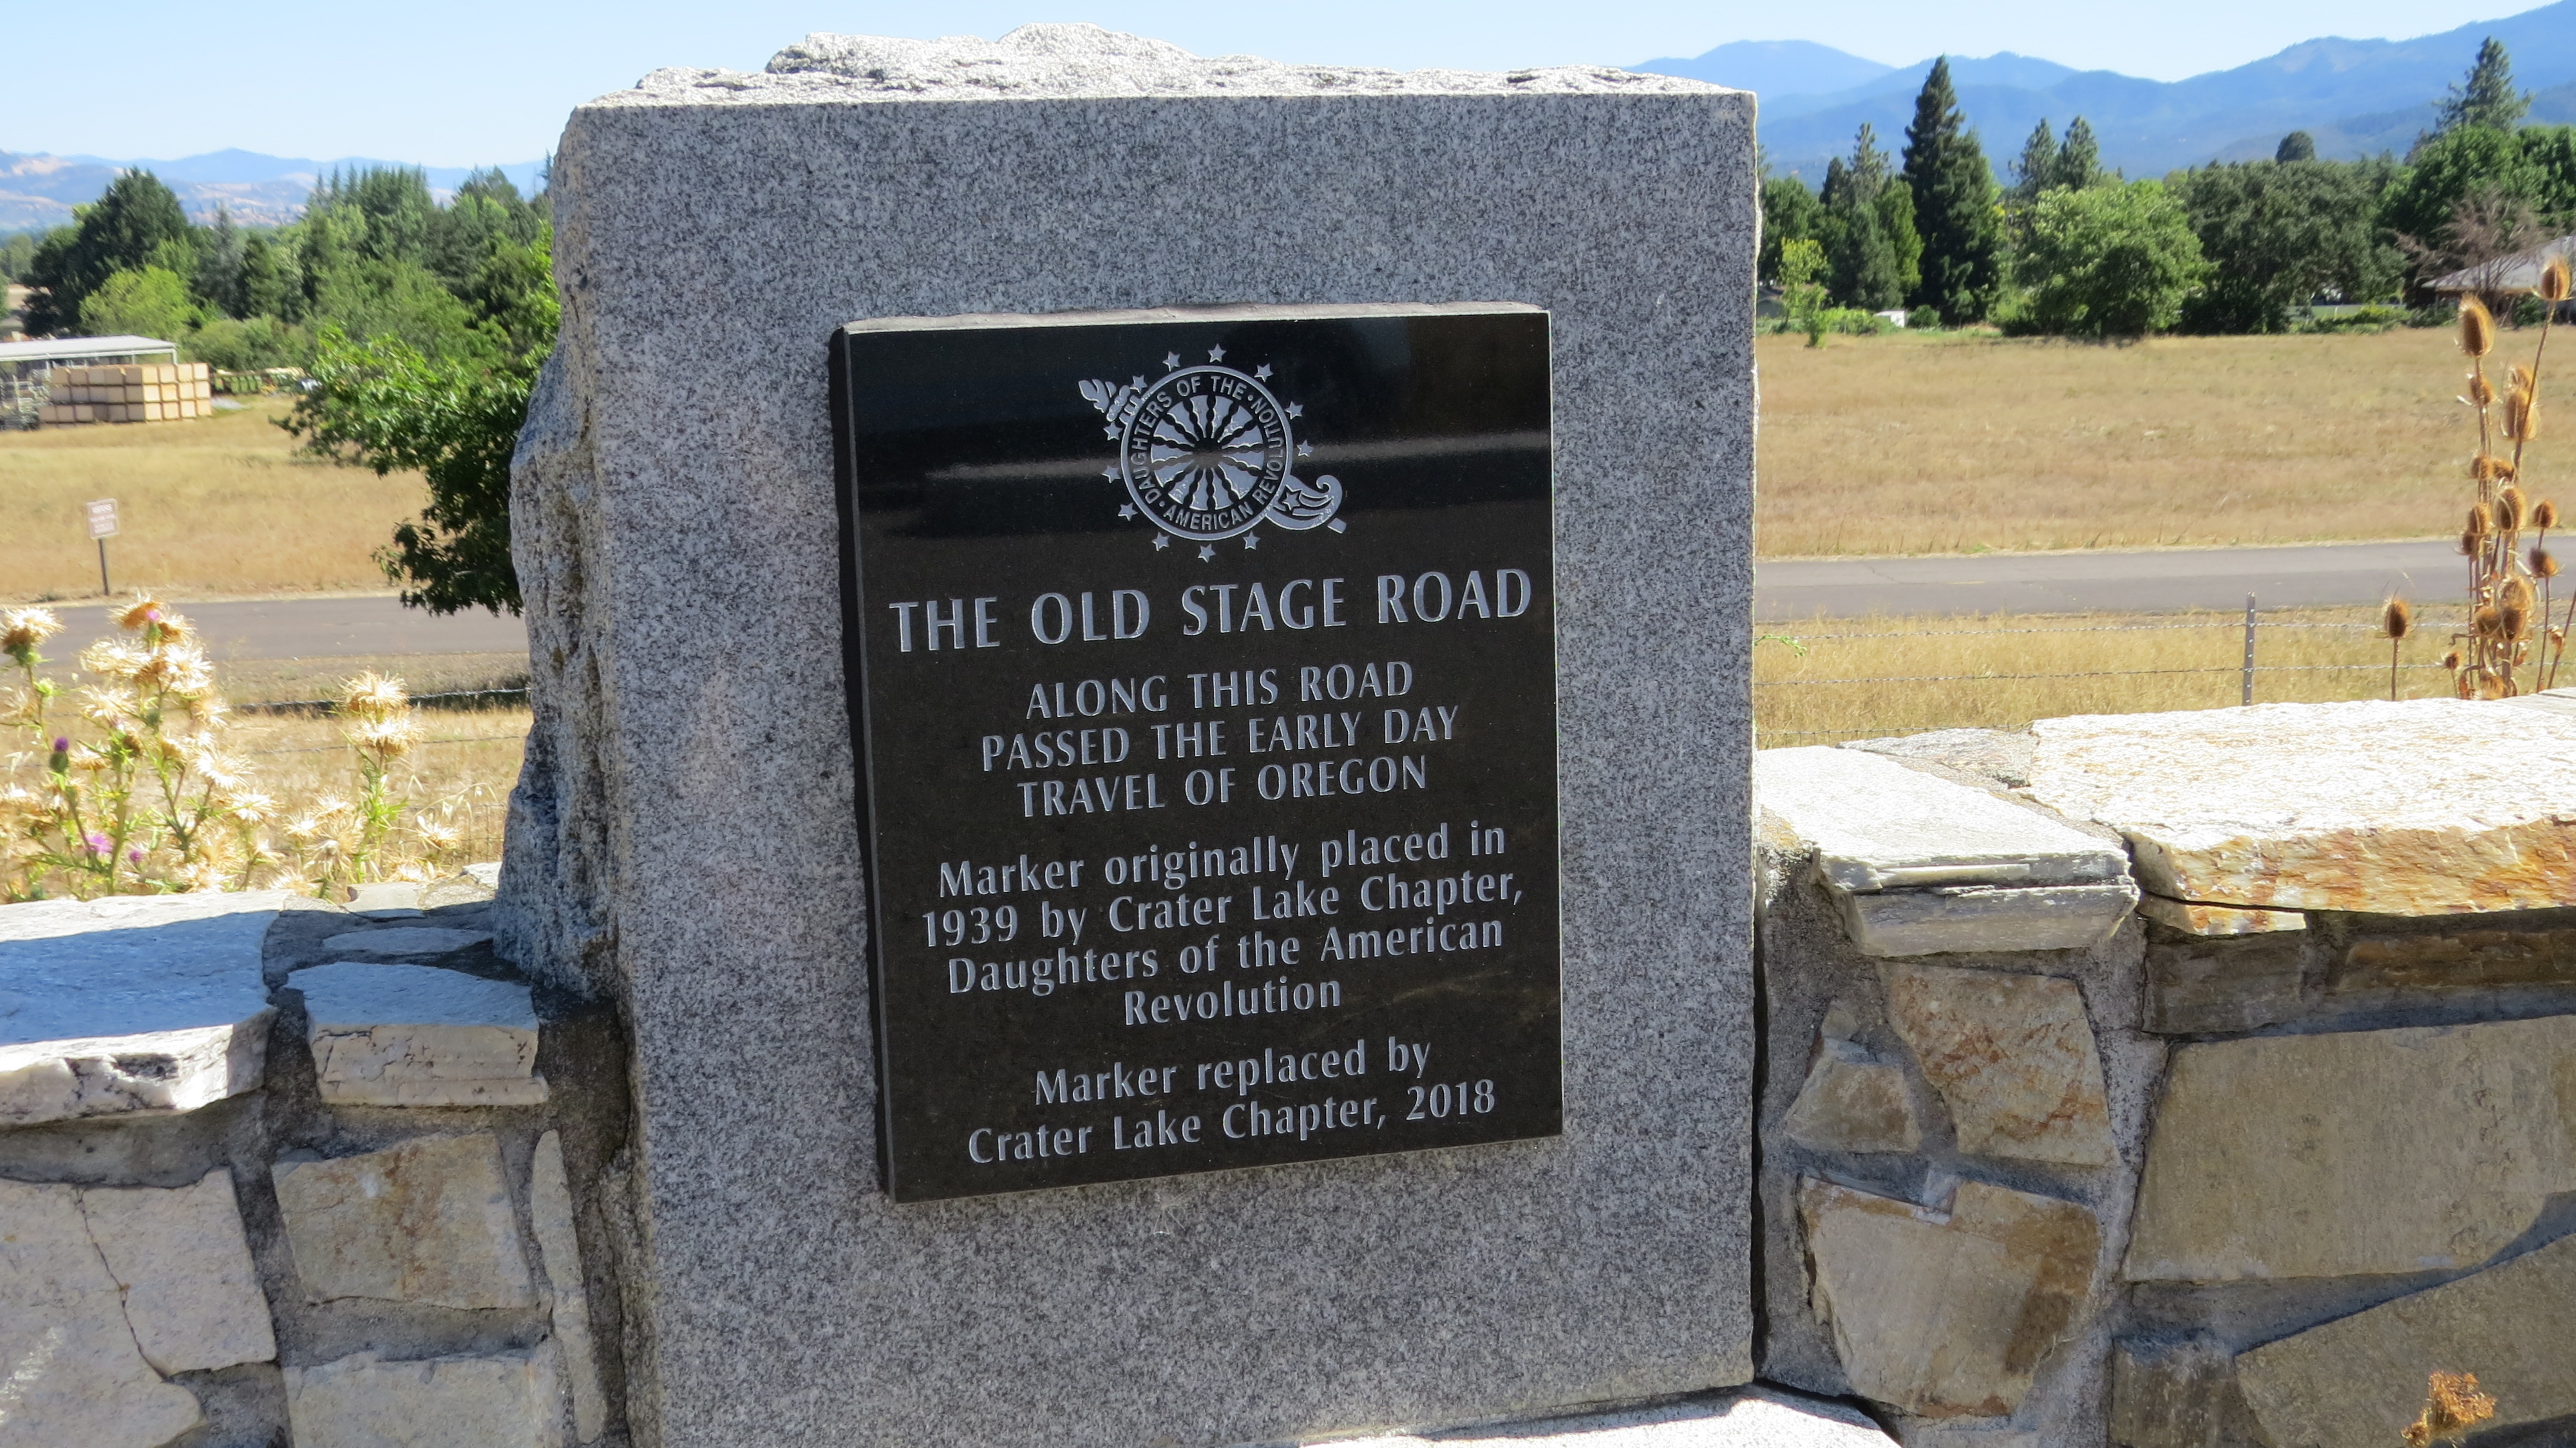 DAUGHTERS OF THE AMERICAN REVOLUTION
THE OLD STAGE ROAD
ALONG THIS ROAD
PASSED THE EARLY DAY
TRAVEL OF OREGON
Marker originally placed in
1939 by Crater Lake Chapter,
Daughters of the American
Revolution
Marker replaced by
Crater Lake Chapter, 2018